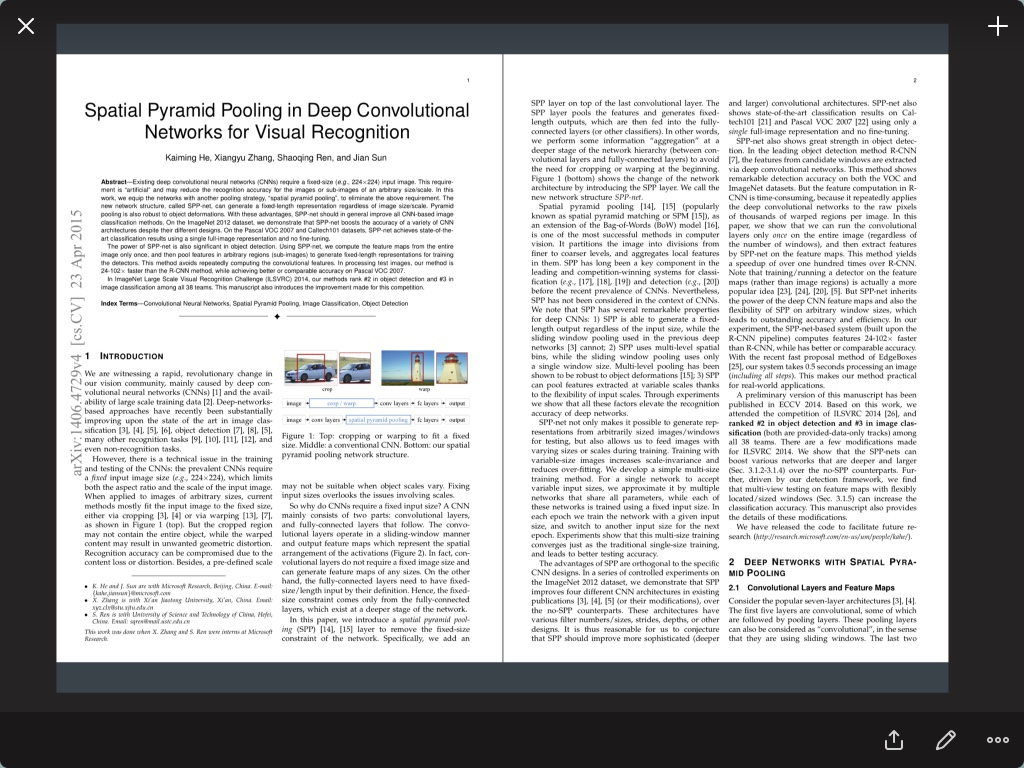 1
Spatial Pyramid Pooling in Deep Convolutional
Networks for Visual Recognition
Kaiming He, Xiangyu Zhang, Shaoqing Ren, and Jian Sun
Abstract—Existing deep convolutional neural networks (CNNs) require a fixed-size (e.g., 224×224) input image. This require-
ment is "artificial" and may reduce the recognition accuracy for the images or sub-images of an arbitrary size/scale. In this
work, we equip the networks with another pooling strategy, "spatial pyramid pooling", to eliminate the above requirement. The
new network structure, called SPP-net, can generate a fixed-length representation regardless of image size/scale. Pyramid
pooling is also robust to object deformations. With these advantages, SPP-net should in general improve all CNN-based image
classification methods. On the ImageNet 2012 dataset, we demonstrate that SPP-net boosts the accuracy of a variety of CNN
architectures despite their different designs. On the Pascal VOC 2007 and Caltech101 datasets, SPP-net achieves state-of-the-
art classification results using a single full-image representation and no fine-tuning.
The power of SPP-net is also significant in object detection. Using SPP-net, we compute the feature maps from the entire
image only once, and then pool features in arbitrary regions (sub-images) to generate fixed-length representations for training
the detectors. This method avoids repeatedly computing the convolutional features. In processing test images, our method is
24-102× faster than the R-CNN method, while achieving better or comparable accuracy on Pascal VOC 2007.
In ImageNet Large Scale Visual Recognition Challenge (ILSVRC) 2014, our methods rank #2 in object detection and #3 in
image classification among all 38 teams. This manuscript also introduces the improvement made for this competition.
Index Terms—Convolutional Neural Networks, Spatial Pyramid Pooling, Image Classification, Object Detection
arXiv:1406.4729v4 [cs.CV] 23 Apr 2015
1 INTRODUCTION
We are witnessing a rapid, revolutionary change in
our vision community, mainly caused by deep con-
volutional neural networks (CNNs) [1] and the avail-
ability of large scale training data [2]. Deep-networks-
based approaches have recently been substantially
improving upon the state of the art in image clas-
sification [3], [4], [5], [6], object detection [7], [8], [5],
many other recognition tasks [9], [10], [11], [12], and
even non-recognition tasks.
However, there is a technical issue in the training
and testing of the CNNs: the prevalent CNNs require
a fixed input image size (e.g., 224×224), which limits
both the aspect ratio and the scale of the input image.
When applied to images of arbitrary sizes, current
methods mostly fit the input image to the fixed size,
either via cropping [3], [4] or via warping [13], [7],
as shown in Figure 1 (top). But the cropped region
may not contain the entire object, while the warped
content may result in unwanted geometric distortion.
Recognition accuracy can be compromised due to the
content loss or distortion. Besides, a pre-defined scale
• K. He and J. Sun are with Microsoft Research, Beijing, China. E-mail:
{kahe,jiansun}@microsoft.com
• X. Zhang is with Xi'an Jiaotong University, Xi'an, China. Email:
xyz.clx@stu.xjtu.edu.cn
• S. Ren is with University of Science and Technology of China, Hefei,
China. Email: sqren@mail.ustc.edu.cn
This work was done when X. Zhang and S. Ren were interns at Microsoft
Research.
crop warp
image crop / warp conv layers fc layers output
image conv layers spatial pyramid pooling fc layers output
Figure 1: Top: cropping or warping to fit a fixed
size. Middle: a conventional CNN. Bottom: our spatial
pyramid pooling network structure.
may not be suitable when object scales vary. Fixing
input sizes overlooks the issues involving scales.
So why do CNNs require a fixed input size? A CNN
mainly consists of two parts: convolutional layers,
and fully-connected layers that follow. The convo-
lutional layers operate in a sliding-window manner
and output feature maps which represent the spatial
arrangement of the activations (Figure 2). In fact, con-
volutional layers do not require a fixed image size and
can generate feature maps of any sizes. On the other
hand, the fully-connected layers need to have fixed-
size/length input by their definition. Hence, the fixed-
size constraint comes only from the fully-connected
layers, which exist at a deeper stage of the network.
In this paper, we introduce a spatial pyramid pool-
ing (SPP) [14], [15] layer to remove the fixed-size
constraint of the network. Specifically, we add an
2
SPP layer on top of the last convolutional layer. The
SPP layer pools the features and generates fixed-
length outputs, which are then fed into the fully-
connected layers (or other classifiers). In other words,
we perform some information "aggregation" at a
deeper stage of the network hierarchy (between con-
volutional layers and fully-connected layers) to avoid
the need for cropping or warping at the beginning.
Figure 1 (bottom) shows the change of the network
architecture by introducing the SPP layer. We call the
new network structure SPP-net.
Spatial pyramid pooling [14], [15] (popularly
known as spatial pyramid matching or SPM [15]), as
an extension of the Bag-of-Words (BoW) model [16],
is one of the most successful methods in computer
vision. It partitions the image into divisions from
finer to coarser levels, and aggregates local features
in them. SPP has long been a key component in the
leading and competition-winning systems for classi-
fication (e.g., [17], [18], [19]) and detection (e.g., [20])
before the recent prevalence of CNNs. Nevertheless,
SPP has not been considered in the context of CNNs.
We note that SPP has several remarkable properties
for deep CNNs: 1) SPP is able to generate a fixed-
length output regardless of the input size, while the
sliding window pooling used in the previous deep
networks [3] cannot; 2) SPP uses multi-level spatial
bins, while the sliding window pooling uses only
a single window size. Multi-level pooling has been
shown to be robust to object deformations [15]; 3) SPP
can pool features extracted at variable scales thanks
to the flexibility of input scales. Through experiments
we show that all these factors elevate the recognition
accuracy of deep networks.
SPP-net not only makes it possible to generate rep-
resentations from arbitrarily sized images/windows
for testing, but also allows us to feed images with
varying sizes or scales during training. Training with
variable-size images increases scale-invariance and
reduces over-fitting. We develop a simple multi-size
training method. For a single network to accept
variable input sizes, we approximate it by multiple
networks that share all parameters, while each of
these networks is trained using a fixed input size. In
each epoch we train the network with a given input
size, and switch to another input size for the next
epoch. Experiments show that this multi-size training
converges just as the traditional single-size training,
and leads to better testing accuracy.
The advantages of SPP are orthogonal to the specific
CNN designs. In a series of controlled experiments on
the ImageNet 2012 dataset, we demonstrate that SPP
improves four different CNN architectures in existing
publications [3], [4], [5] (or their modifications), over
the no-SPP counterparts. These architectures have
various filter numbers/sizes, strides, depths, or other
designs. It is thus reasonable for us to conjecture
that SPP should improve more sophisticated (deeper
and larger) convolutional architectures. SPP-net also
shows state-of-the-art classification results on Cal-
tech101 [21] and Pascal VOC 2007 [22] using only a
single full-image representation and no fine-tuning.
SPP-net also shows great strength in object detec-
tion. In the leading object detection method R-CNN
[7], the features from candidate windows are extracted
via deep convolutional networks. This method shows
remarkable detection accuracy on both the VOC and
ImageNet datasets. But the feature computation in R-
CNN is time-consuming, because it repeatedly applies
the deep convolutional networks to the raw pixels
of thousands of warped regions per image. In this
paper, we show that we can run the convolutional
layers only once on the entire image (regardless of
the number of windows), and then extract features
by SPP-net on the feature maps. This method yields
a speedup of over one hundred times over R-CNN.
Note that training/running a detector on the feature
maps (rather than image regions) is actually a more
popular idea [23], [24], [20], [5]. But SPP-net inherits
the power of the deep CNN feature maps and also the
flexibility of SPP on arbitrary window sizes, which
leads to outstanding accuracy and efficiency. In our
experiment, the SPP-net-based system (built upon the
R-CNN pipeline) computes features 24-102× faster
than R-CNN, while has better or comparable accuracy.
With the recent fast proposal method of EdgeBoxes
[25], our system takes 0.5 seconds processing an image
(including all steps). This makes our method practical
for real-world applications.
A preliminary version of this manuscript has been
published in ECCV 2014. Based on this work, we
attended the competition of ILSVRC 2014 [26], and
ranked #2 in object detection and #3 in image clas-
sification (both are provided-data-only tracks) among
all 38 teams. There are a few modifications made
for ILSVRC 2014. We show that the SPP-nets can
boost various networks that are deeper and larger
(Sec. 3.1.2-3.1.4) over the no-SPP counterparts. Fur-
ther, driven by our detection framework, we find
that multi-view testing on feature maps with flexibly
located/sized windows (Sec. 3.1.5) can increase the
classification accuracy. This manuscript also provides
the details of these modifications.
We have released the code to facilitate future re-
search (http://research.microsoft.com/en-us/um/people/kahe/).
2 DEEP NETWORKS WITH SPATIAL PYRA-
MID POOLING
2.1 Convolutional Layers and Feature Maps
Consider the popular seven-layer architectures [3], [4].
The first five layers are convolutional, some of which
are followed by pooling layers. These pooling layers
can also be considered as "convolutional", in the sense
that they are using sliding windows. The last two